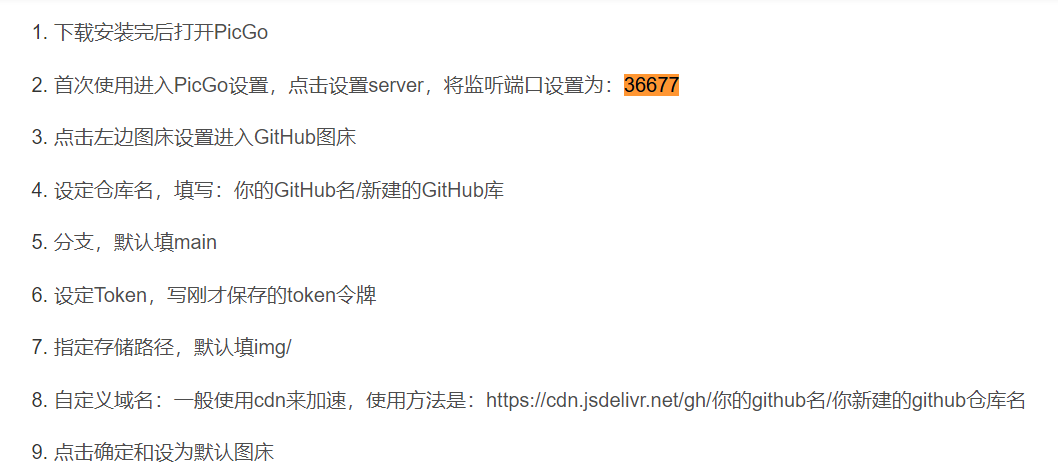 1. 下载安装完后打开PicGo
2. 首次使用进入PicGo设置，点击设置server，将监听端口设置为：36677
3. 点击左边图床设置进入GitHub图床
4. 设定仓库名，填写：你的GitHub名/新建的GitHub库
5. 分支，默认填main
6. 设定Token，写刚才保存的token令牌
7. 指定存储路径，默认填img/
8. 自定义域名：一般使用cdn来加速，使用方法是：https://cdn.jsdelivr.net/gh/你的github名/你新建的github仓库名
9. 点击确定和设为默认图床